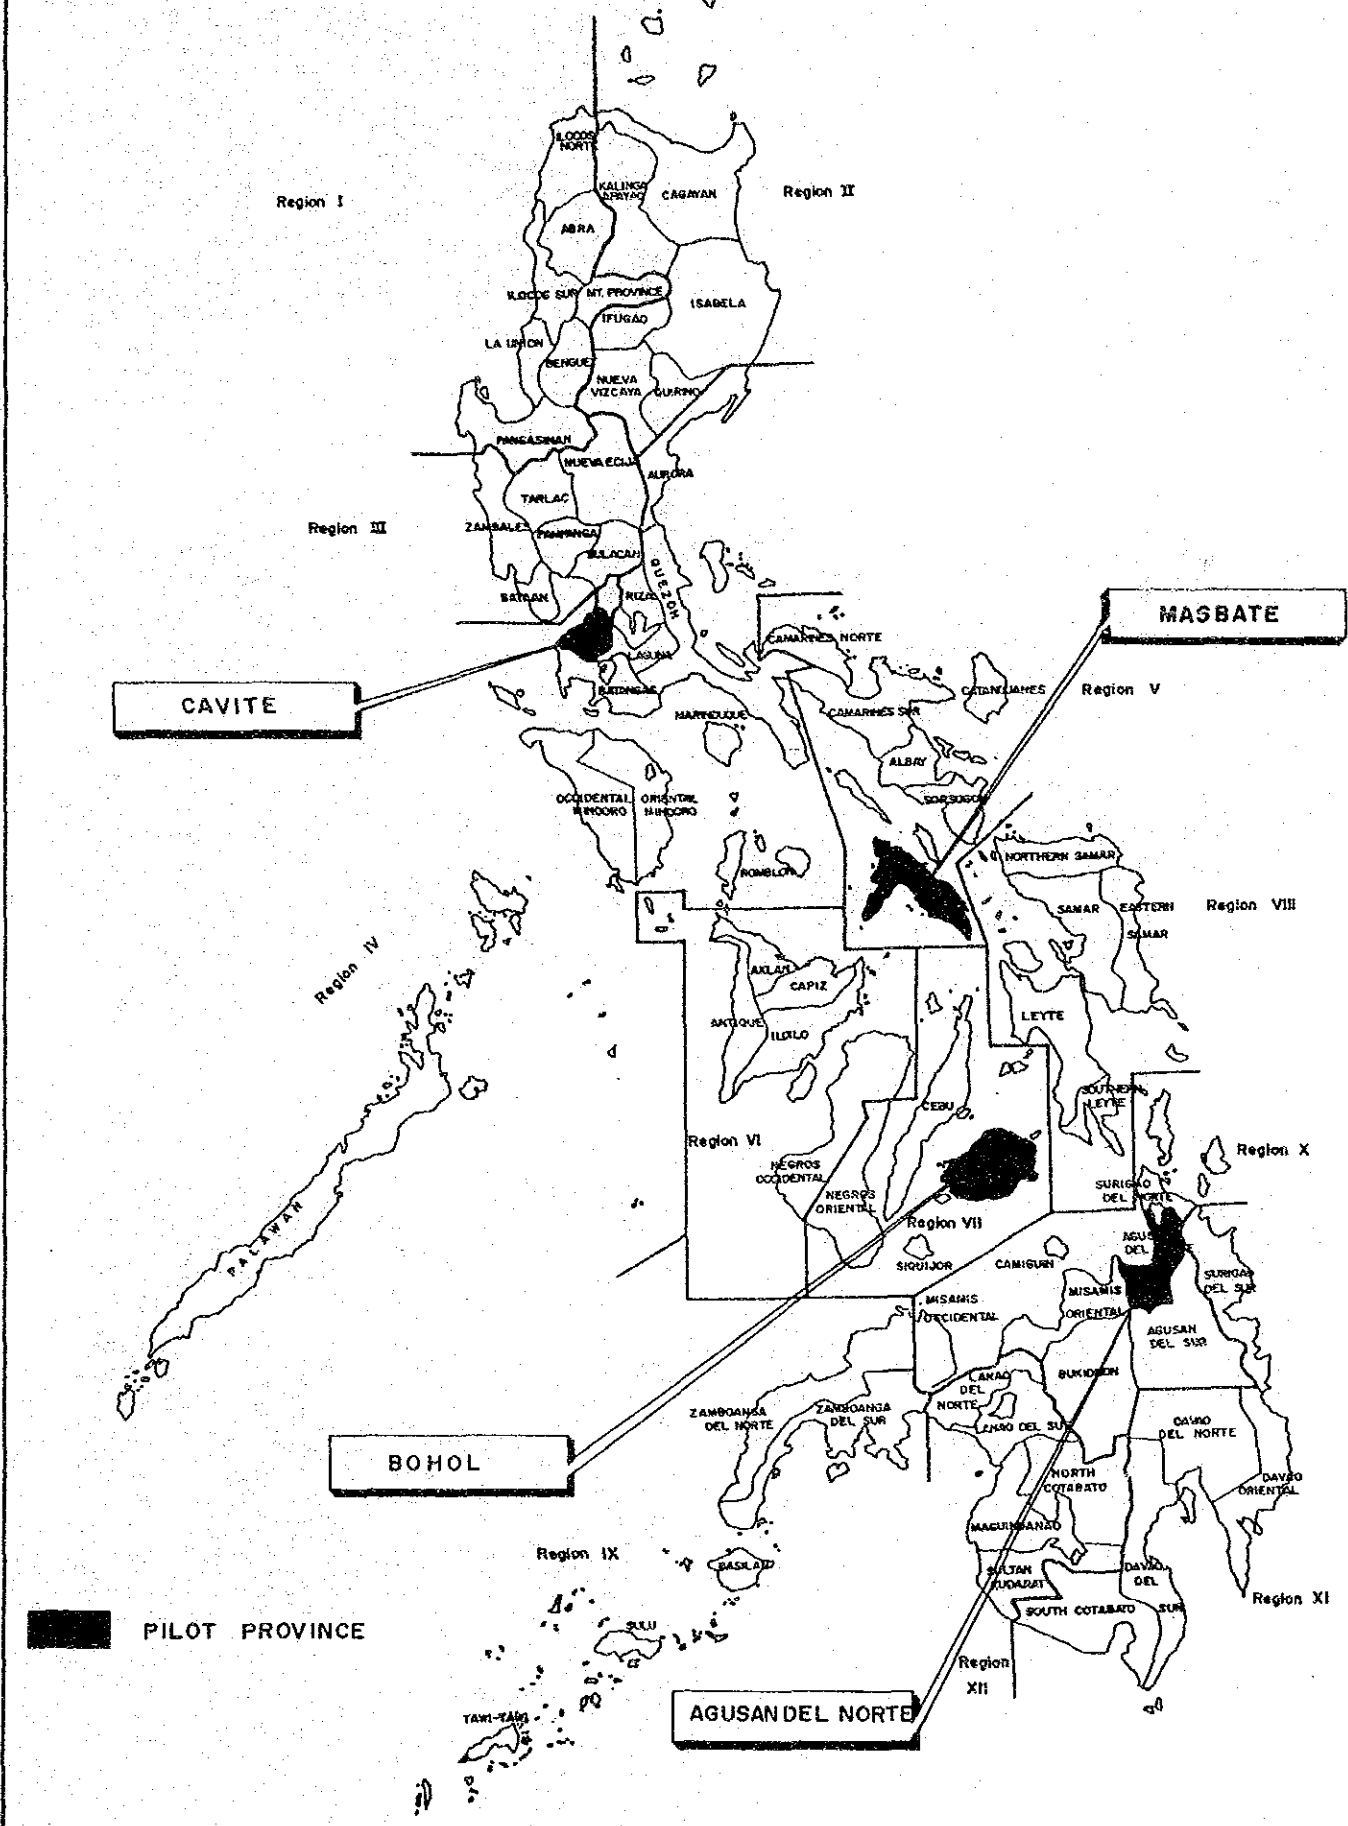 ILOCOS
NORTE
KALINGA
APAYAO
CAGAYAN
Region I
Region II
ABRA
ILOCOS SUR
MT. PROVINCE
ISABELA
IFUGAO
LA UNION
BENGUET
NUEVA
VIZCAYA
QUIRINO
PANGASINAN
NUEVA ECIJA
AURORA
TARLAC
Region III
ZAMBALES
PAMPANGA
BULACAN
QUEZON
BATAAN
RIZAL
MASBATE
CAMARINES NORTE
LAGUNA
CAVITE
BATANGAS
CATANDUANES
Region V
MARINDUQUE
CAMARINES SUR
ALBAY
OCCIDENTAL
MINDORO
ORIENTAL
MINDORO
SORSOGON
ROMBLON
NORTHERN SAMAR
SAMAR
EASTERN
SAMAR
Region VIII
Region IV
AKLAN
CAPIZ
ANTIQUE
ILOILO
LEYTE
CEBU
SOUTHERN
LEYTE
Region VI
Region X
NEGROS
OCCIDENTAL
NEGROS
ORIENTAL
SURIGAO
DEL NORTE
PALAWAN
Region VII
AGUS
DEL
SIQUIJOR
CAMIGUIN
SURIGAO
DEL SUR
MISAMIS
OCCIDENTAL
MISAMIS
ORIENTAL
AGUSAN
DEL SUR
LANAO
DEL
NORTE
BUKIDNON
ZAMBOANGA
DEL NORTE
ZAMBOANGA
DEL SUR
LANAO DEL SUR
DAVAO
DEL NORTE
BOHOL
NORTH
COTABATO
DAVAO
ORIENTAL
MAGUINDANAO
Region IX
BASILAN
SULTAN
KUDARAT
DAVAO
DEL
SUR
SOUTH COTABATO
Region XI
PILOT PROVINCE
SULU
Region
XII
TAWI-TAWI
AGUSAN DEL NORTE